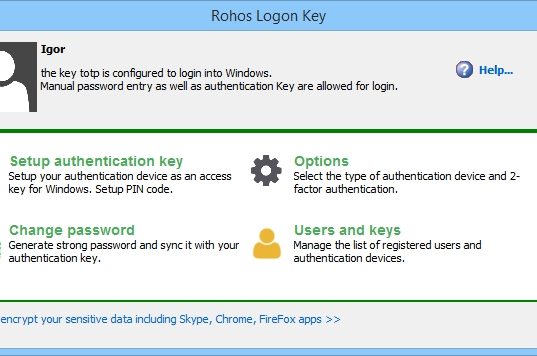 Rohos Logon Key
Igor
the key totp is configured to login into Windows.
Manual password entry as well as authentication Key are allowed for login.
Help...
Setup authentication key
Setup your authentication device as an access
key for Windows. Setup PIN code.
Options
Select the type of authentication device and 2-
factor authentication.
Change password
Generate strong password and sync it with your
authentication key.
Users and keys
Manage the list of registered users and
authentication devices.
encrypt your sensitive data including Skype, Chrome, FireFox apps >>